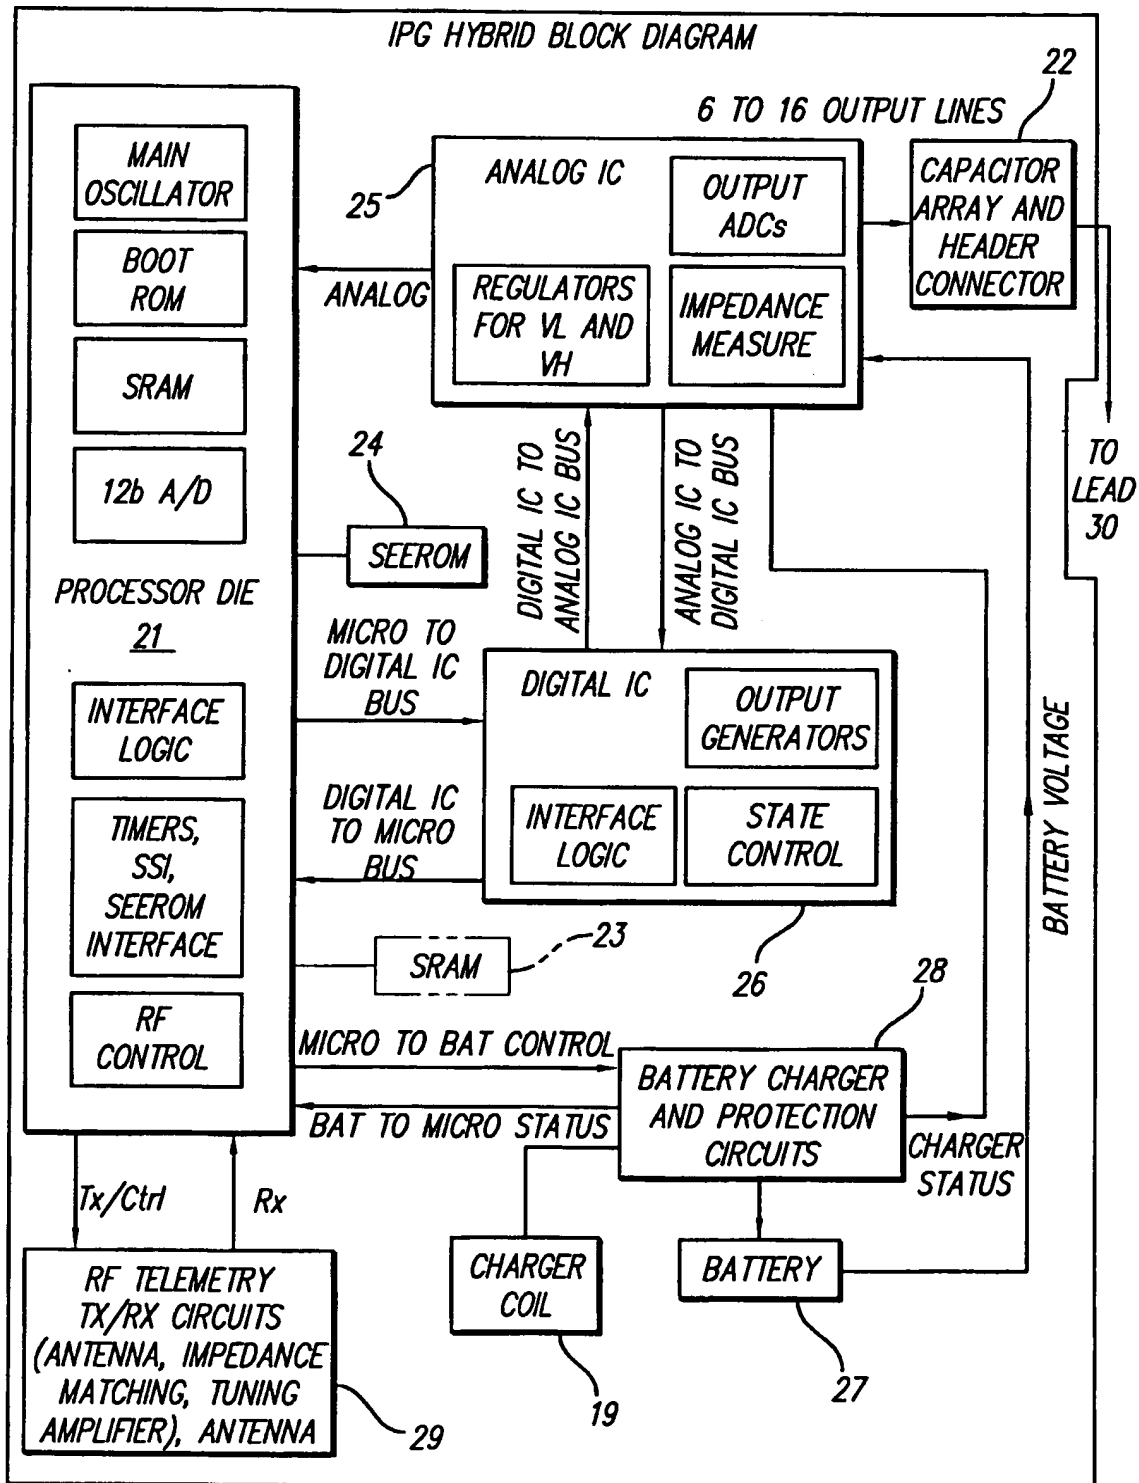 IPG HYBRID BLOCK DIAGRAM
22
6 TO 16 OUTPUT LINES
MAIN
OSCILLATOR
BOOT
ROM
SRAM
12b A/D
PROCESSOR DIE
21
INTERFACE
LOGIC
TIMERS,
SSI,
SEEROM
INTERFACE
RF
CONTROL
25
ANALOG IC
OUTPUT
ADCs
REGULATORS
FOR VL AND
VH
IMPEDANCE
MEASURE
CAPACITOR
ARRAY AND
HEADER
CONNECTOR
ANALOG
TO
LEAD
30
24
SEEROM
DIGITAL IC TO
ANALOG IC BUS
ANALOG IC TO
DIGITAL IC BUS
MICRO TO
DIGITAL IC
BUS
DIGITAL IC
OUTPUT
GENERATORS
INTERFACE
LOGIC
STATE
CONTROL
DIGITAL IC
TO MICRO
BUS
26
BATTERY VOLTAGE
SRAM
23
28
MICRO TO BAT CONTROL
BAT TO MICRO STATUS
BATTERY CHARGER
AND PROTECTION
CIRCUITS
CHARGER
STATUS
Tx/Ctrl
Rx
CHARGER
COIL
19
BATTERY
27
RF TELEMETRY
TX/RX CIRCUITS
(ANTENNA, IMPEDANCE
MATCHING, TUNING
AMPLIFIER), ANTENNA
29